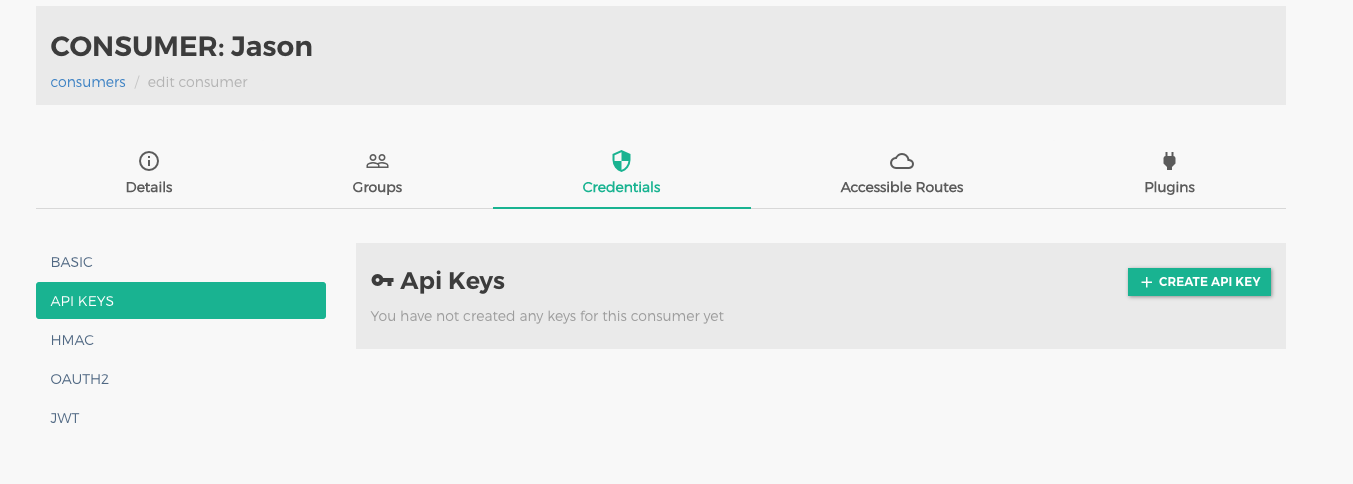 CONSUMER: Jason
consumers / edit consumer
Details Groups Credentials Accessible Routes Plugins
BASIC
API KEYS
HMAC
OAUTH2
JWT
Api Keys
+ CREATE API KEY
You have not created any keys for this consumer yet